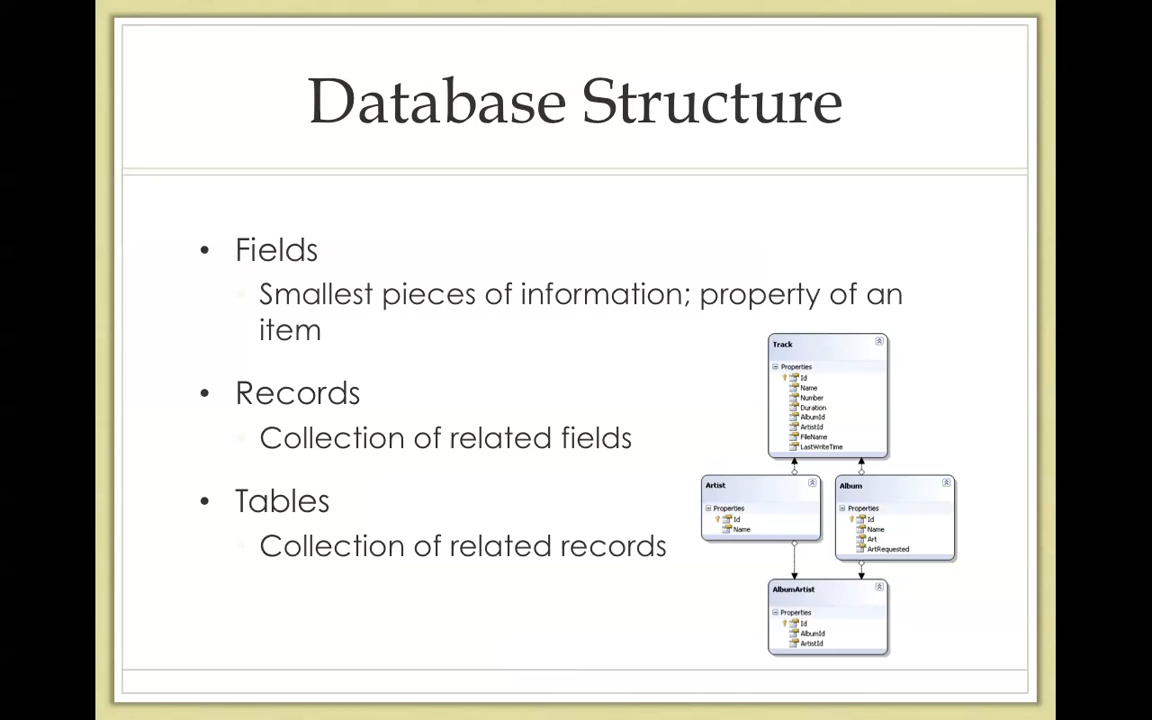 Database Structure
• Fields
Smallest pieces of information; property of an
item
• Records
Collection of related fields
• Tables
Collection of related records
Track
Properties
Id
Name
Number
Duration
AlbumId
ArtistId
FileName
LastWriteTime
Artist
Properties
Id
Name
Album
Properties
Id
Name
Art
ArtRequested
AlbumArtist
Properties
Id
AlbumId
ArtistId